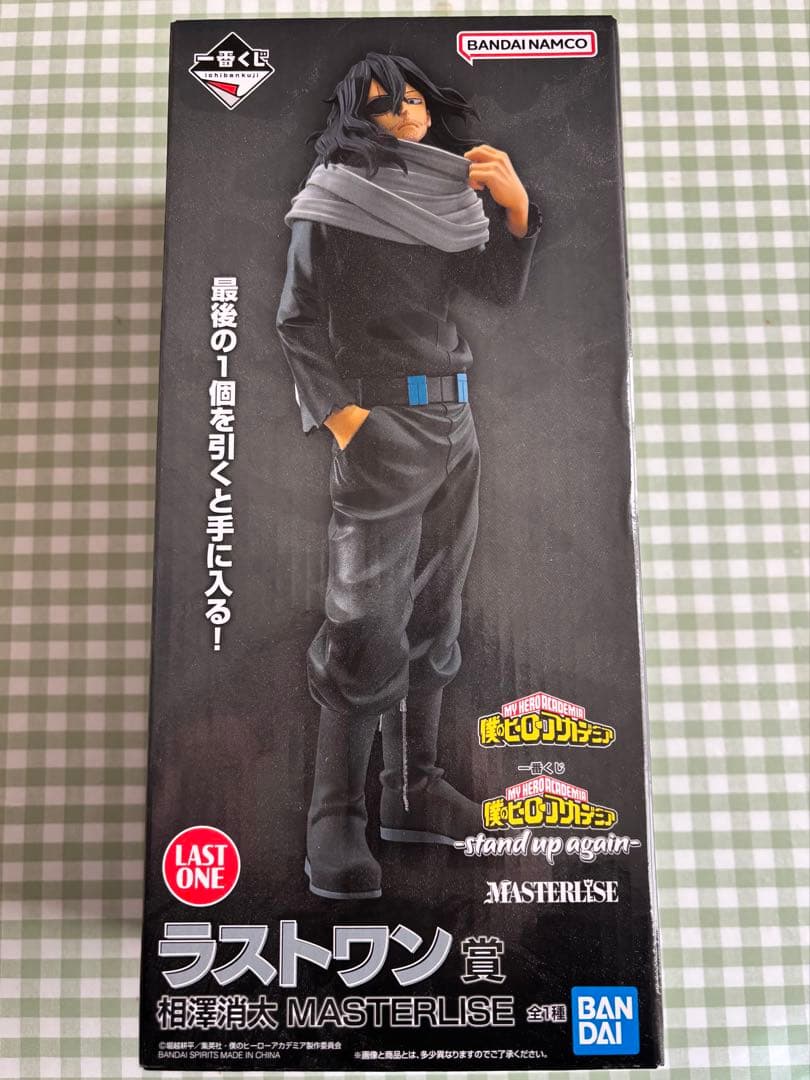 一番くじ
ichibankuji
BANDAI NAMCO
最後の1個を引くと手に入る!
MY HERO ACADEMIA
僕のヒーローアカデミア
一番くじ
MY HERO ACADEMIA
僕のヒーローアカデミア
-stand up again-
MASTERLISE
LAST
ONE
ラストワン賞
相澤消太 MASTERLISE 全1種
BAN
DAI
©堀越耕平/集英社・僕のヒーローアカデミア製作委員会
BANDAI SPIRITS MADE IN CHINA
※画像と商品とは、多少異なりますのでご了承ください。